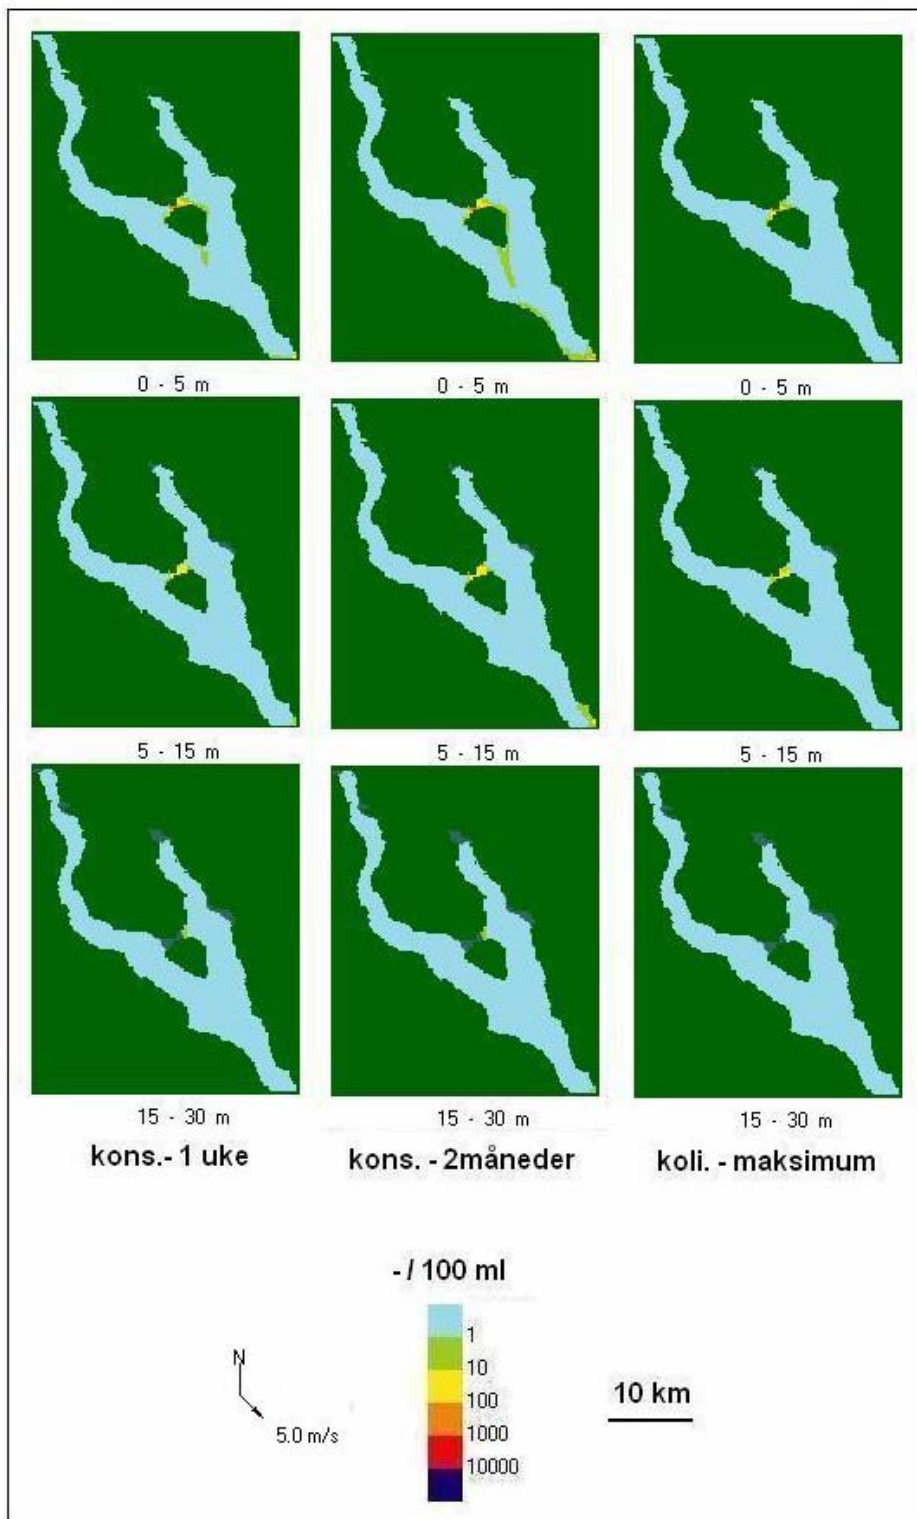 0 - 5 m 0 - 5 m 0 - 5 m
5 - 15 m 5 - 15 m 5 - 15 m
15 - 30 m 15 - 30 m 15 - 30 m
kons.- 1 uke kons. - 2måneder koli. - maksimum
- / 100 ml
1
10
100
1000
10000
N
5.0 m/s
10 km